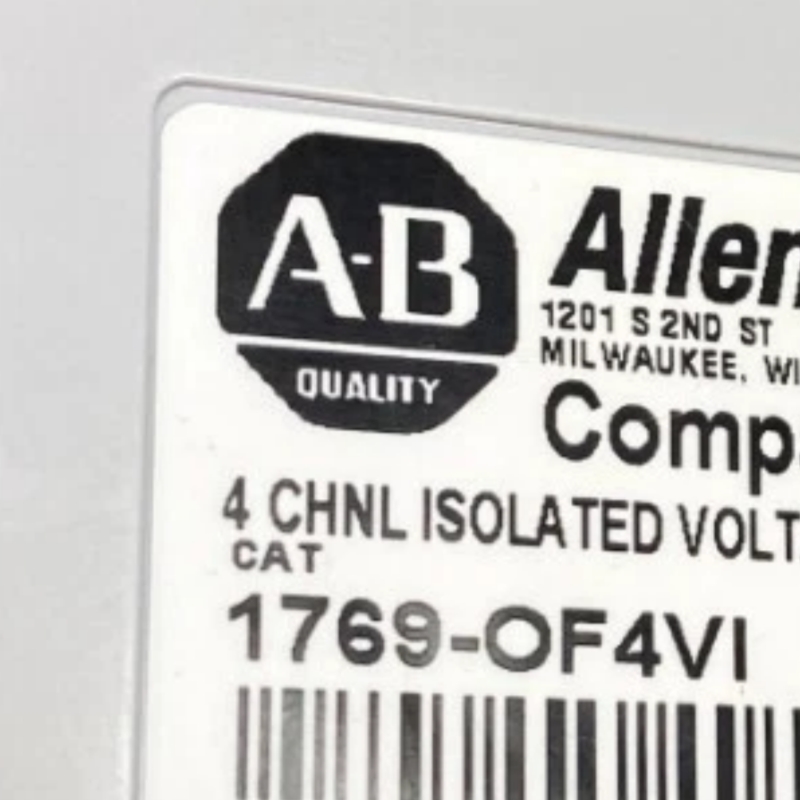 A-B
QUALITY
Allen
1201 S 2ND ST
MILWAUKEE, WI
Comp
4 CHNL ISOLATED VOLT
CAT
1769-OF4VI